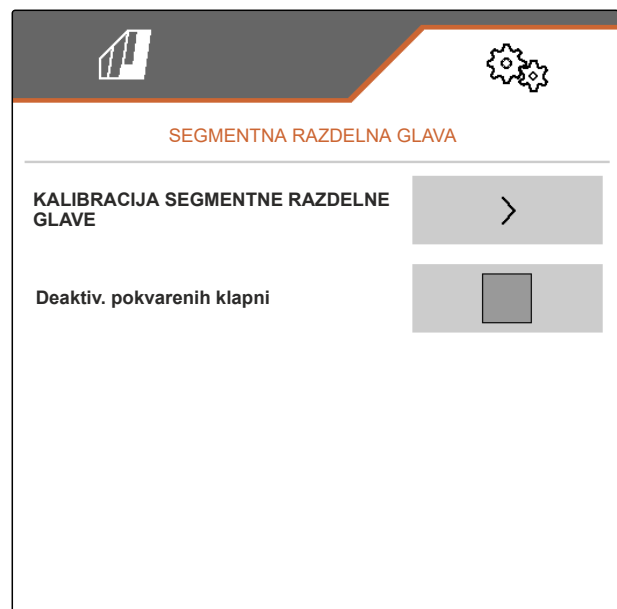 SEGMENTNA RAZDELNA GLAVA
KALIBRACIJA SEGMENTNE RAZDELNE
GLAVE
Deaktiv. pokvarenih klapni